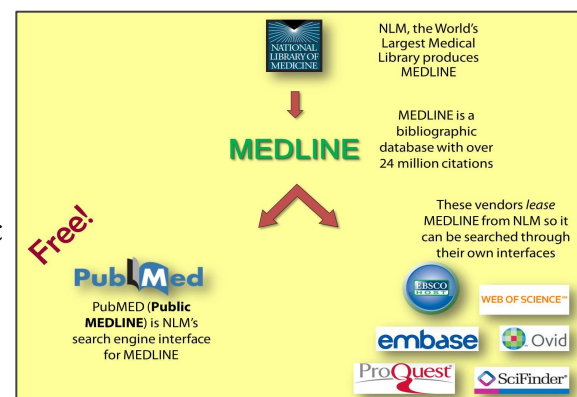 NATIONAL
LIBRARY OF
MEDICINE
NLM, the World's
Largest Medical
Library produces
MEDLINE
MEDLINE
MEDLINE is a
bibliographic
database with over
24 million citations
Free!
PubMed
PubMED (Public
MEDLINE) is NLM's
search engine interface
for MEDLINE
These vendors lease
MEDLINE from NLM so it
can be searched through
their own interfaces
EBSCO
HOST
WEB OF SCIENCE™
embase
Ovid
ProQuest
SciFinder®